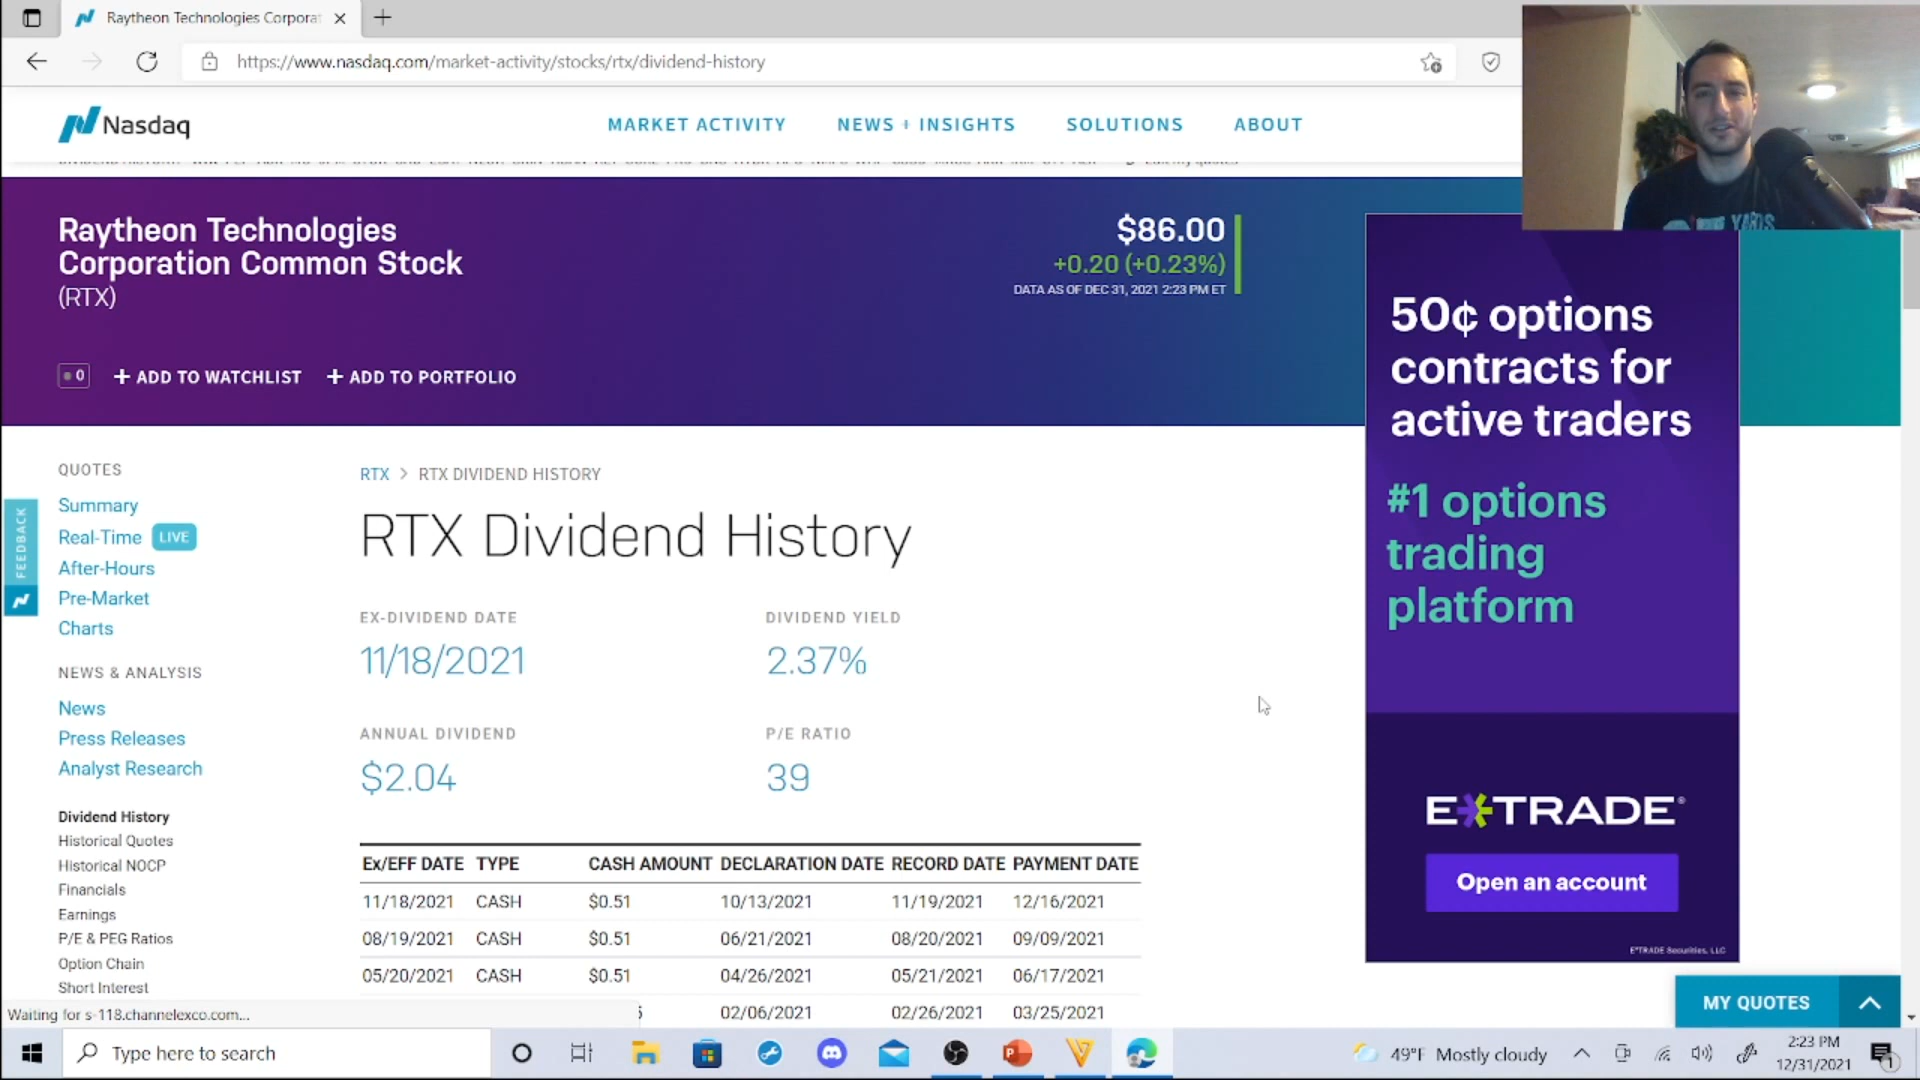 Raytheon Technologies Corporat
https://www.nasdaq.com/market-activity/stocks/rtx/dividend-history
Nasdaq
MARKET ACTIVITY
NEWS + INSIGHTS
SOLUTIONS
ABOUT
Raytheon Technologies
Corporation Common Stock
(RTX)
$86.00
+0.20 (+0.23%)
DATA AS OF DEC 31, 2021 2:23 PM ET
0
+ ADD TO WATCHLIST
+ ADD TO PORTFOLIO
50¢ options
contracts for
active traders
#1 options
trading
platform
E*TRADE®
Open an account
E*TRADE Securities, LLC
FEEDBACK
QUOTES
Summary
Real-Time LIVE
After-Hours
Pre-Market
Charts
NEWS & ANALYSIS
News
Press Releases
Analyst Research
Dividend History
Historical Quotes
Historical NOCP
Financials
Earnings
P/E & PEG Ratios
Option Chain
Short Interest
RTX > RTX DIVIDEND HISTORY
RTX Dividend History
EX-DIVIDEND DATE
11/18/2021
DIVIDEND YIELD
2.37%
ANNUAL DIVIDEND
$2.04
P/E RATIO
39
Ex/EFF DATE TYPE CASH AMOUNT DECLARATION DATE RECORD DATE PAYMENT DATE
11/18/2021 CASH $0.51 10/13/2021 11/19/2021 12/16/2021
08/19/2021 CASH $0.51 06/21/2021 08/20/2021 09/09/2021
05/20/2021 CASH $0.51 04/26/2021 05/21/2021 06/17/2021
02/06/2021 02/26/2021 03/25/2021
MY QUOTES
Waiting for s-118.channelexco.com...
Type here to search
49°F Mostly cloudy
2:23 PM
12/31/2021
1